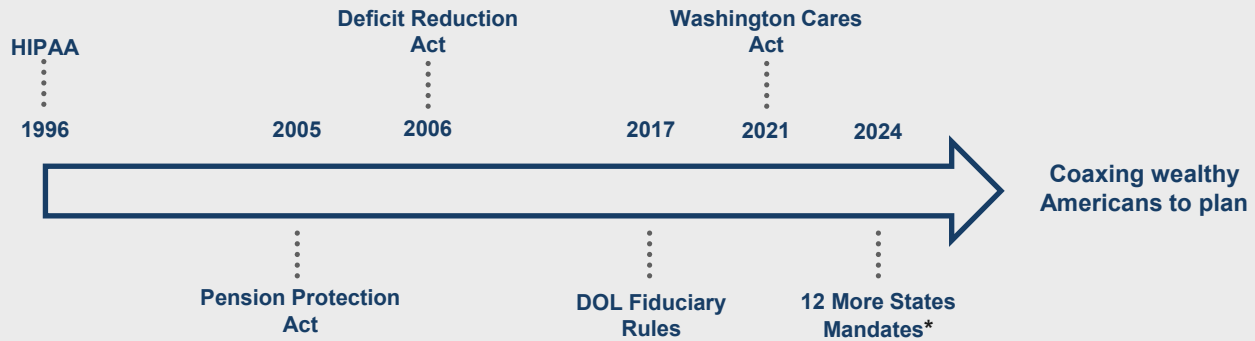 Deficit Reduction
Act
Washington Cares
Act
HIPAA
1996
2005
2006
2017
2021
2024
Coaxing wealthy
Americans to plan
Pension Protection
Act
DOL Fiduciary
Rules
12 More States
Mandates*